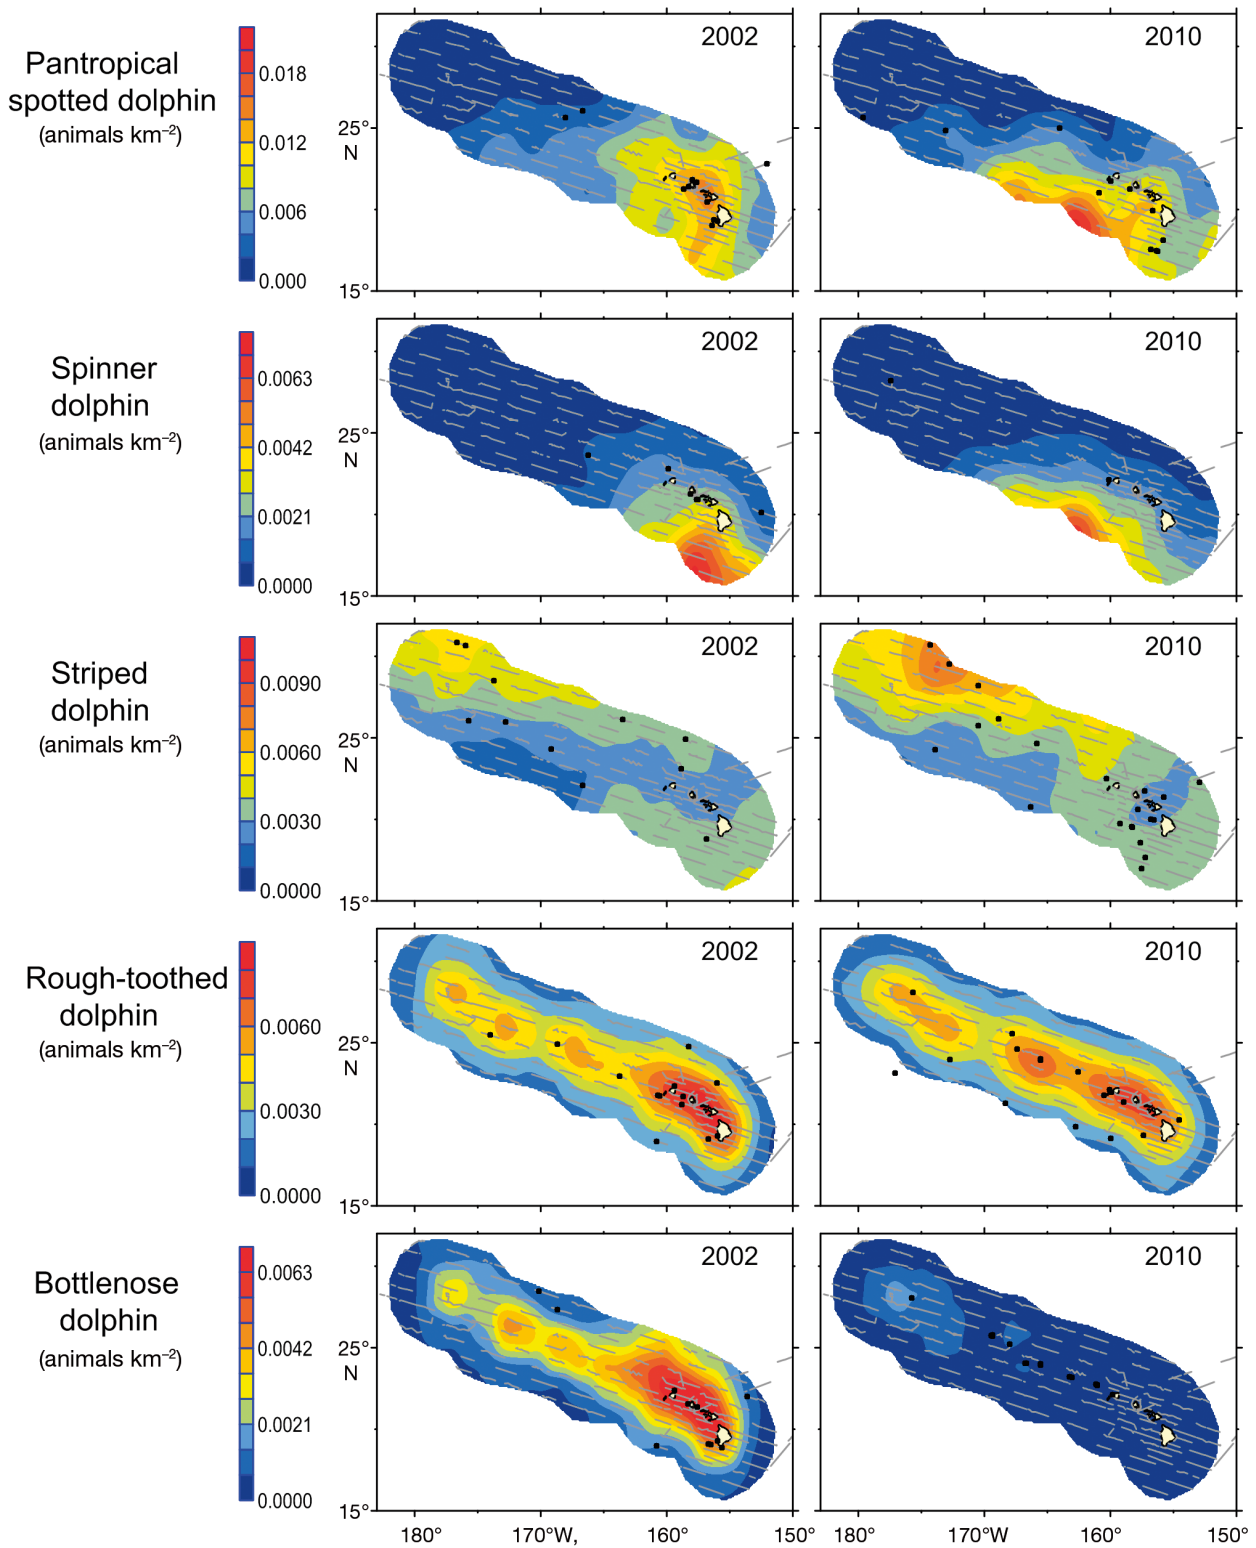 Pantropical
spotted dolphin
(animals km⁻²)
0.018
0.012
0.006
0.000
2002
2010
25°
N
15°
Spinner
dolphin
(animals km⁻²)
0.0063
0.0042
0.0021
0.0000
2002
2010
25°
N
15°
Striped
dolphin
(animals km⁻²)
0.0090
0.0060
0.0030
0.0000
2002
2010
25°
N
15°
Rough-toothed
dolphin
(animals km⁻²)
0.0060
0.0030
0.0000
2002
2010
25°
N
15°
Bottlenose
dolphin
(animals km⁻²)
0.0063
0.0042
0.0021
0.0000
2002
2010
25°
N
15°
180° 170°W, 160° 150° 180° 170°W 160° 150°